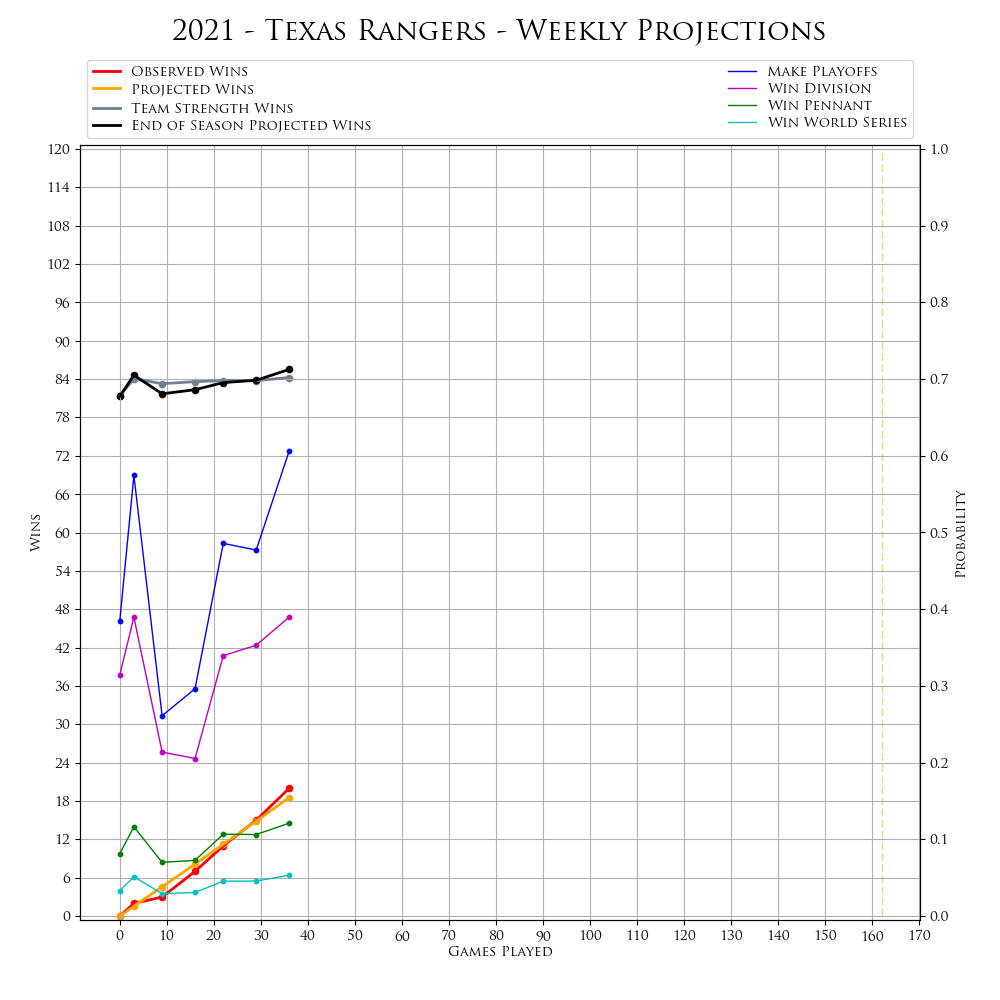 2021 - Texas Rangers - Weekly Projections
Observed Wins
Projected Wins
Team Strength Wins
End of Season Projected Wins
Make Playoffs
Win Division
Win Pennant
Win World Series
120
114
108
102
96
90
84
78
72
66
60
54
48
42
36
30
24
18
12
6
0
Wins
1.0
0.9
0.8
0.7
0.6
0.5
0.4
0.3
0.2
0.1
0.0
Probability
0 10 20 30 40 50 60 70 80 90 100 110 120 130 140 150 160 170
Games Played